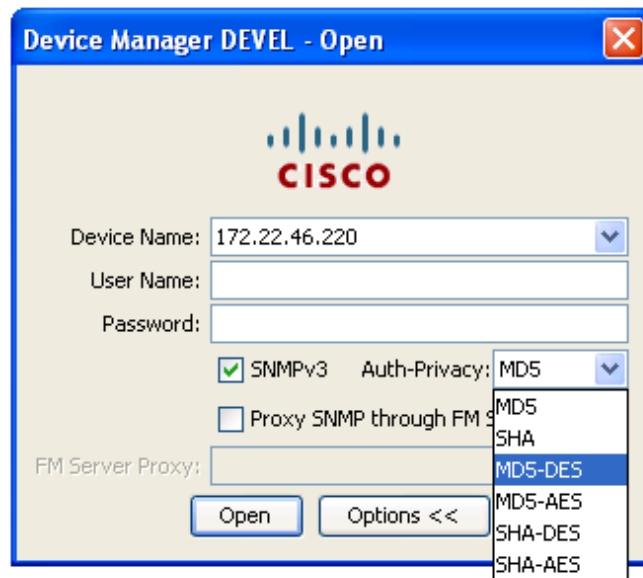 Device Manager DEVEL - Open
CISCO
Device Name: 172.22.46.220
User Name:
Password:
SNMPv3 Auth-Privacy: MD5
Proxy SNMP through FM
FM Server Proxy:
Open Options <<
MD5
SHA
MD5-DES
MD5-AES
SHA-DES
SHA-AES